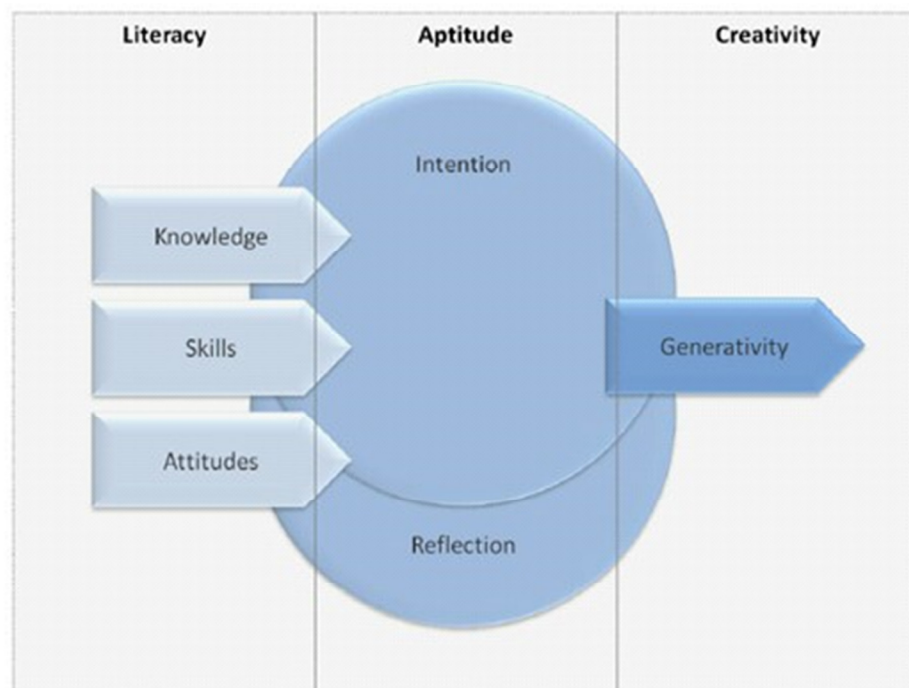 Literacy
Aptitude
Creativity
Intention
Knowledge
Skills
Generativity
Attitudes
Reflection